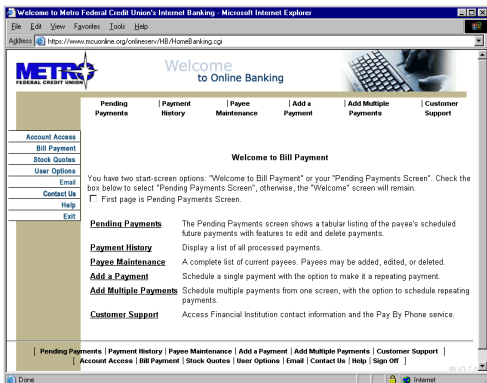 Welcome to Metro Federal Credit Union's Internet Banking - Microsoft Internet Explorer
File Edit View Favorites Tools Help
Address https://www.mcuonline.org/onlineserv/HB/HomeBanking.cgi
METRO
FEDERAL CREDIT UNION
Welcome
to Online Banking
Pending Payments | Payment History | Payee Maintenance | Add a Payment | Add Multiple Payments | Customer Support
Account Access
Bill Payment
Stock Quotes
User Options
Email
Contact Us
Help
Exit
Welcome to Bill Payment
You have two start-screen options: "Welcome to Bill Payment" or your "Pending Payments Screen". Check the
box below to select "Pending Payments Screen", otherwise, the "Welcome" screen will remain.
First page is Pending Payments Screen.
Pending Payments The Pending Payments screen shows a tabular listing of the payee's scheduled
future payments with features to edit and delete payments.
Payment History Display a list of all processed payments.
Payee Maintenance A complete list of current payees. Payees may be added, edited, or deleted.
Add a Payment Schedule a single payment with the option to make it a repeating payment.
Add Multiple Payments Schedule multiple payments from one screen, with the option to schedule repeating
payments.
Customer Support Access Financial Institution contact information and the Pay By Phone service.
[ Pending Payments | Payment History | Payee Maintenance | Add a Payment | Add Multiple Payments | Customer Support ]
[ Account Access | Bill Payment | Stock Quotes | User Options | Email | Contact Us | Help | Sign Off ]
Done Internet